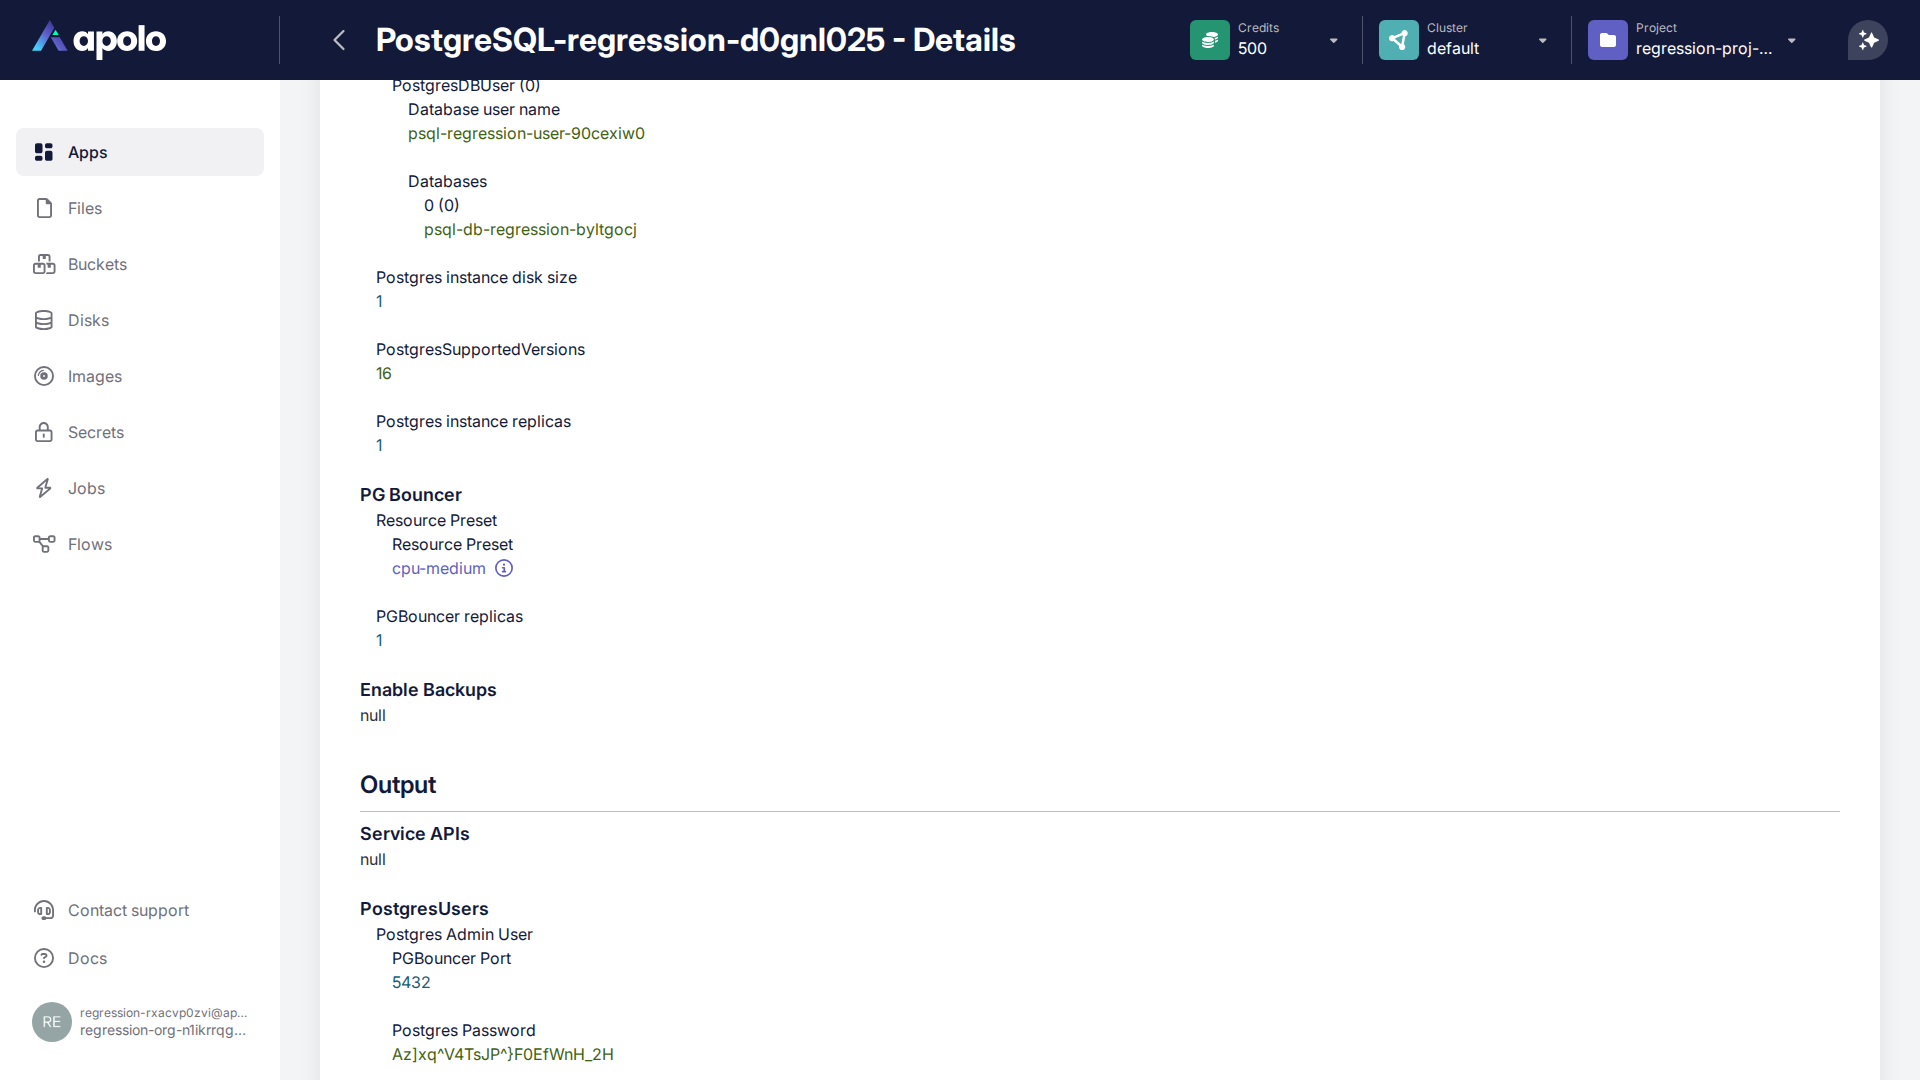 apolo
PostgreSQL-regression-d0gnl025 - Details
Credits
500
Cluster
default
Project
regression-proj-...
Apps
Files
Buckets
Disks
Images
Secrets
Jobs
Flows
Contact support
Docs
RE
regression-rxacvp0zvi@ap...
regression-org-n1ikrrqg...
PostgresDBUser (0)
Database user name
psql-regression-user-90cexiw0
Databases
0 (0)
psql-db-regression-byltgocj
Postgres instance disk size
1
PostgresSupportedVersions
16
Postgres instance replicas
1
PG Bouncer
Resource Preset
Resource Preset
cpu-medium
PGBouncer replicas
1
Enable Backups
null
Output
Service APIs
null
PostgresUsers
Postgres Admin User
PGBouncer Port
5432
Postgres Password
Az]xq^V4TsJP^}F0EfWnH_2H